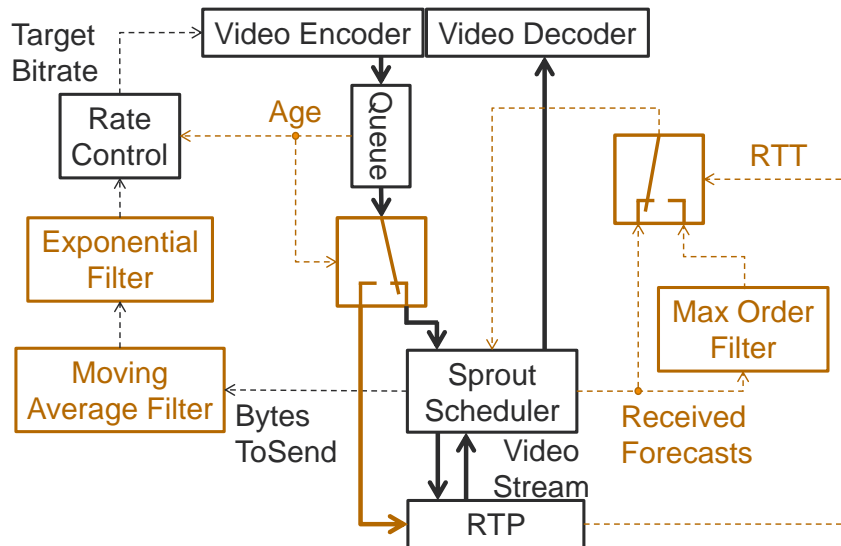 Target
Bitrate
Video Encoder
Video Decoder
Rate
Control
Age
Queue
RTT
Exponential
Filter
Max Order
Filter
Moving
Average Filter
Sprout
Scheduler
Bytes
ToSend
Received
Forecasts
Video
Stream
RTP